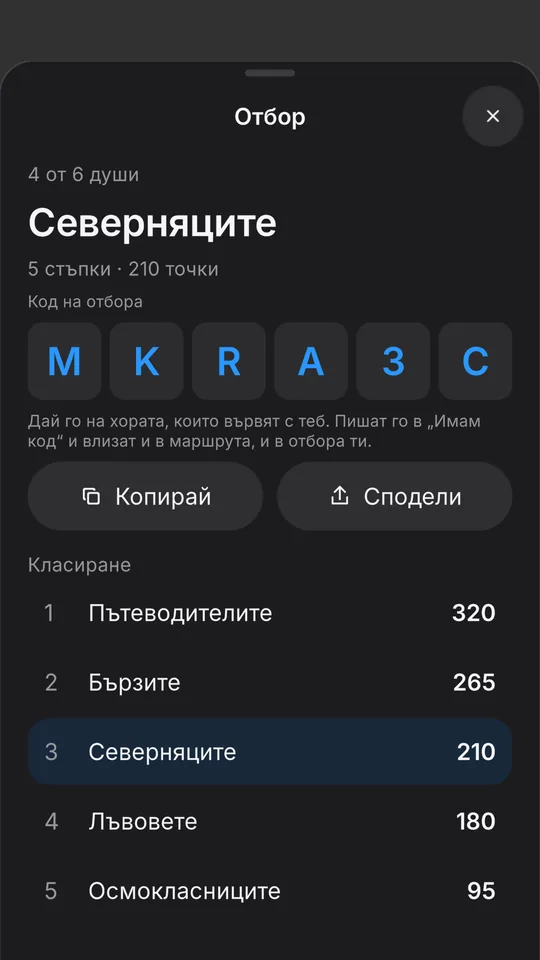 Отбор
4 от 6 души
Северняците
5 стъпки · 210 точки
Код на отбора
M K R A 3 C
Дай го на хората, които вървят с теб. Пишат го в „Имам
код“ и влизат и в маршрута, и в отбора ти.
Копирай Сподели
Класиране
1 Пътеводителите 320
2 Бързите 265
3 Северняците 210
4 Лъвовете 180
5 Осмокласниците 95